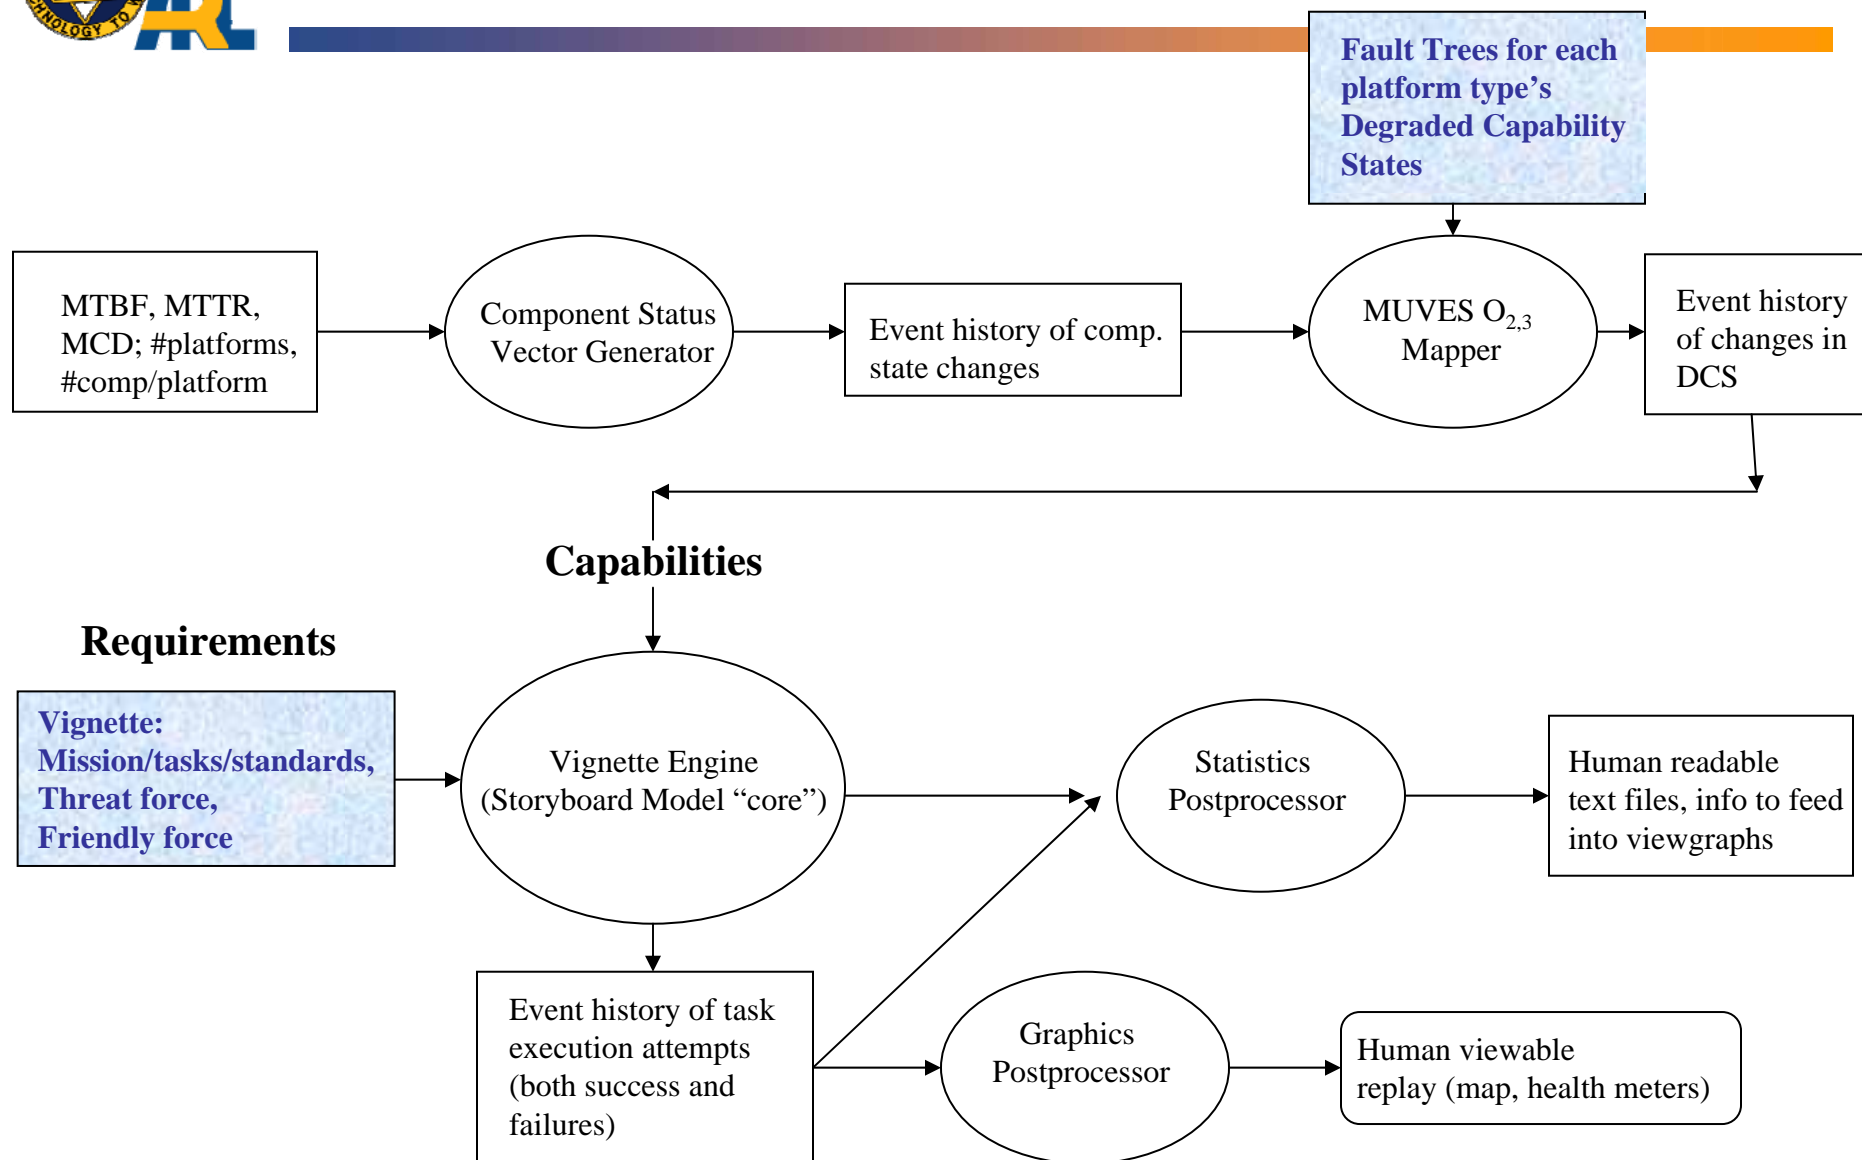 TECHNOLOGY TO W
ARL
Fault Trees for each
platform type’s
Degraded Capability
States
MTBF, MTTR,
MCD; #platforms,
#comp/platform
Component Status
Vector Generator
Event history of comp.
state changes
MUVES O2,3
Mapper
Event history
of changes in
DCS
Capabilities
Requirements
Vignette:
Mission/tasks/standards,
Threat force,
Friendly force
Vignette Engine
(Storyboard Model “core”)
Statistics
Postprocessor
Human readable
text files, info to feed
into viewgraphs
Event history of task
execution attempts
(both success and
failures)
Graphics
Postprocessor
Human viewable
replay (map, health meters)